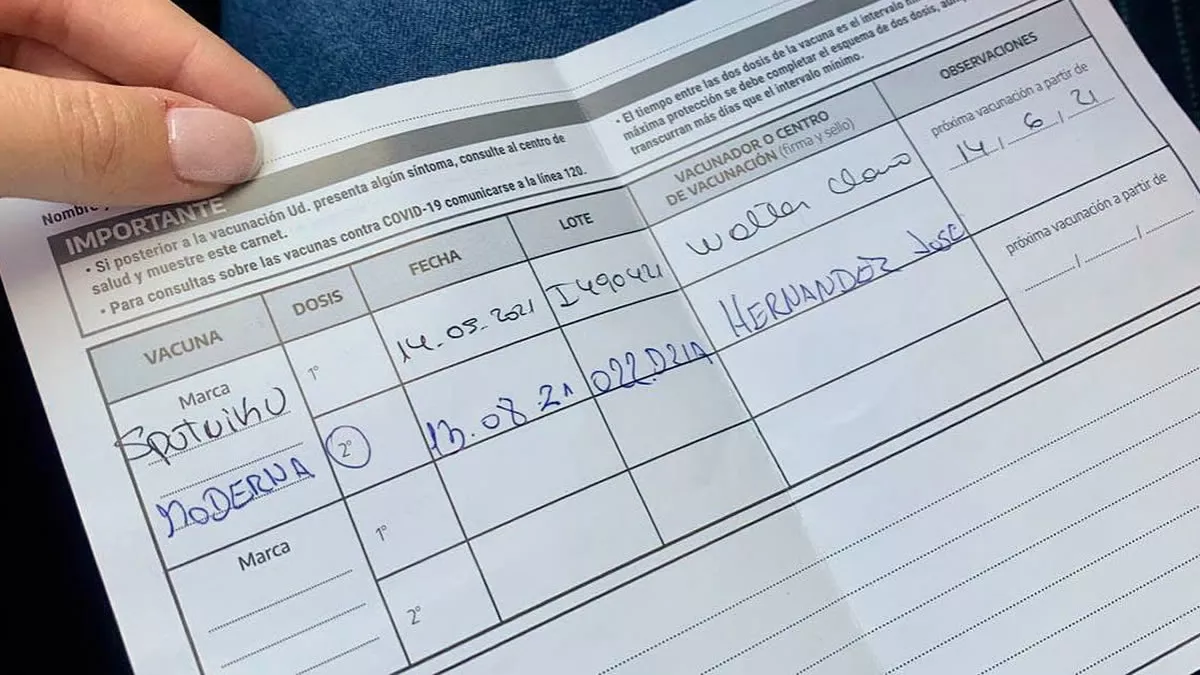 Nombre y
IMPORTANTE
• Si posterior a la vacunación Ud. presenta algún síntoma, consulte al centro de
salud y muestre este carnet.
• Para consultas sobre las vacunas contra COVID-19 comunicarse a la línea 120.
• El tiempo entre las dos dosis de la vacuna es el intervalo
máxima protección se debe completar el esquema de dos dosis,
transcurran más días que el intervalo mínimo.
VACUNA DOSIS FECHA LOTE VACUNADOR O CENTRO
DE VACUNACIÓN (firma y sello) OBSERVACIONES
Marca
Sputnik V 1° 14.05.2021 I490421 Walter próxima vacunación a partir de
14/6/21
MODERNA 2° 13.08.21 022D21A HERNANDEZ JOSE próxima vacunación a partir de
/ /
Marca
1°
2°